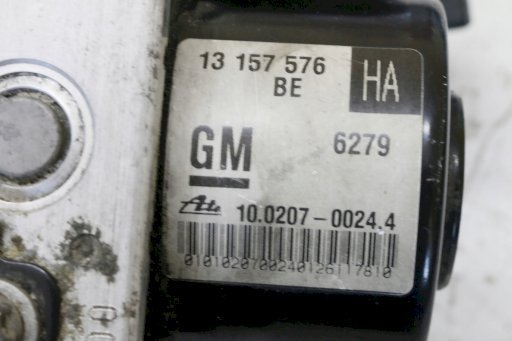 13 157 576 HA
BE
GM 6279
Ate 10.0207-0024.4
0101020700240126117810